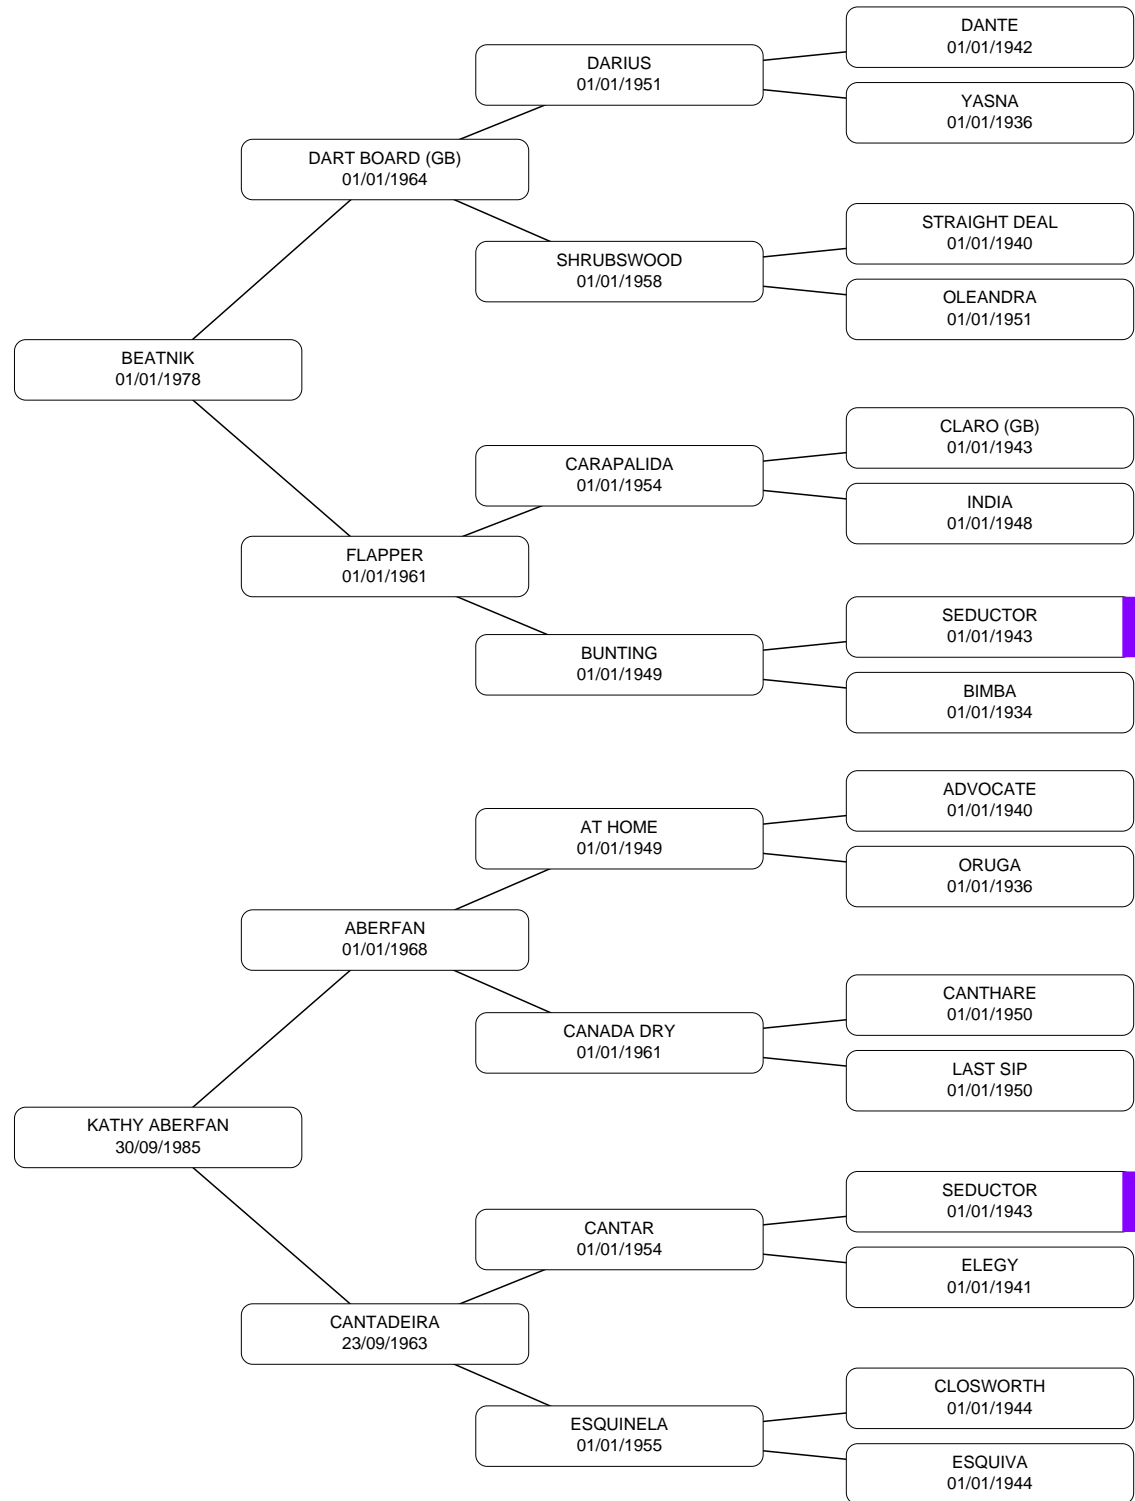 DANTE
01/01/1942
DARIUS
01/01/1951
YASNA
01/01/1936
DART BOARD (GB)
01/01/1964
STRAIGHT DEAL
01/01/1940
SHRUBSWOOD
01/01/1958
OLEANDRA
01/01/1951
BEATNIK
01/01/1978
CLARO (GB)
01/01/1943
CARAPALIDA
01/01/1954
INDIA
01/01/1948
FLAPPER
01/01/1961
SEDUCTOR
01/01/1943
BUNTING
01/01/1949
BIMBA
01/01/1934
ADVOCATE
01/01/1940
AT HOME
01/01/1949
ORUGA
01/01/1936
ABERFAN
01/01/1968
CANTHARE
01/01/1950
CANADA DRY
01/01/1961
LAST SIP
01/01/1950
KATHY ABERFAN
30/09/1985
SEDUCTOR
01/01/1943
CANTAR
01/01/1954
ELEGY
01/01/1941
CANTADEIRA
23/09/1963
CLOSWORTH
01/01/1944
ESQUINELA
01/01/1955
ESQUIVA
01/01/1944